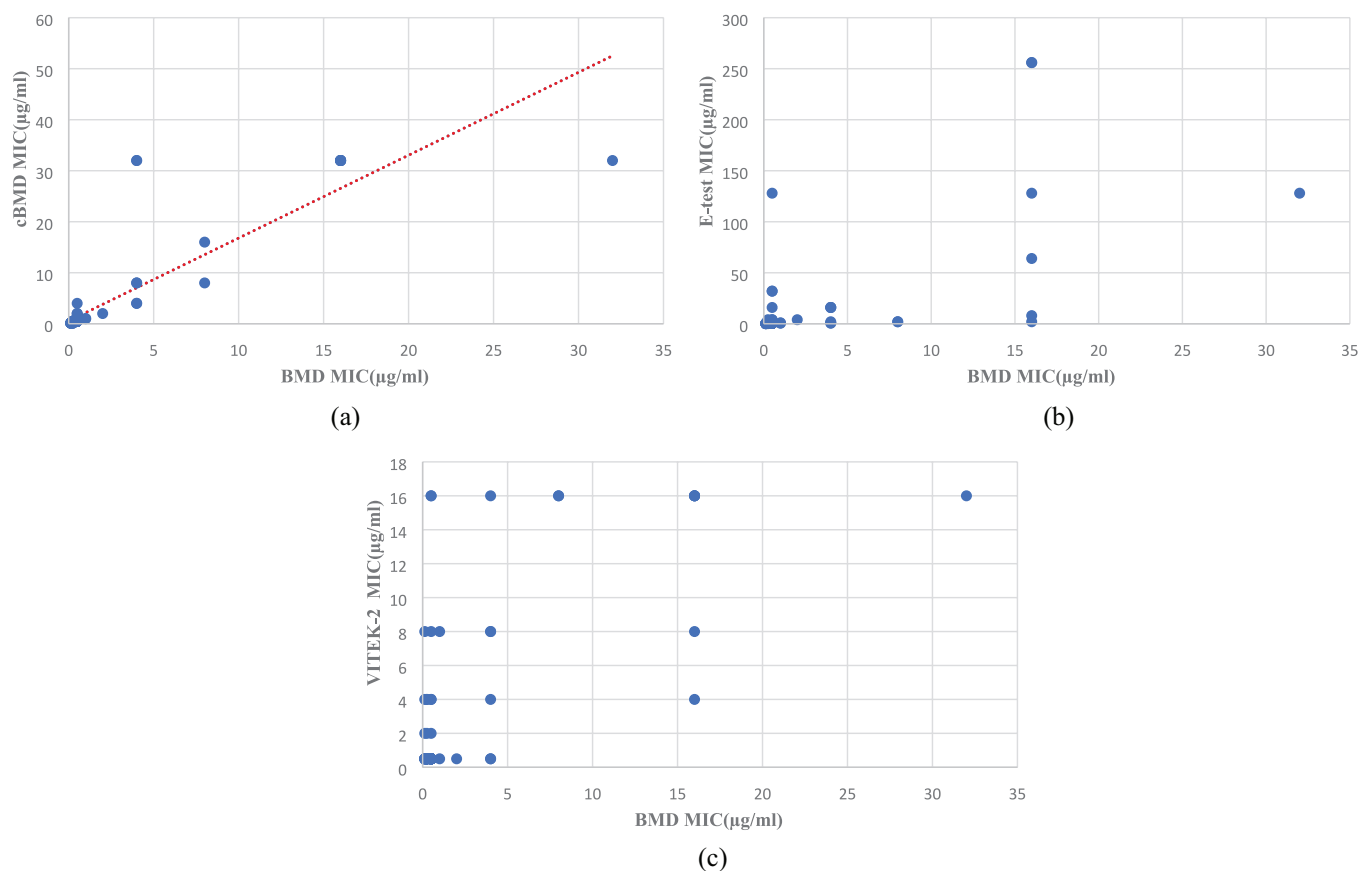 60
50
40
30
20
10
0
cBMD MIC(µg/ml)
0 5 10 15 20 25 30 35
BMD MIC(µg/ml)
(a)
300
250
200
150
100
50
0
E-test MIC(µg/ml)
0 5 10 15 20 25 30 35
BMD MIC(µg/ml)
(b)
18
16
14
12
10
8
6
4
2
0
VITEK-2 MIC(µg/ml)
0 5 10 15 20 25 30 35
BMD MIC(µg/ml)
(c)